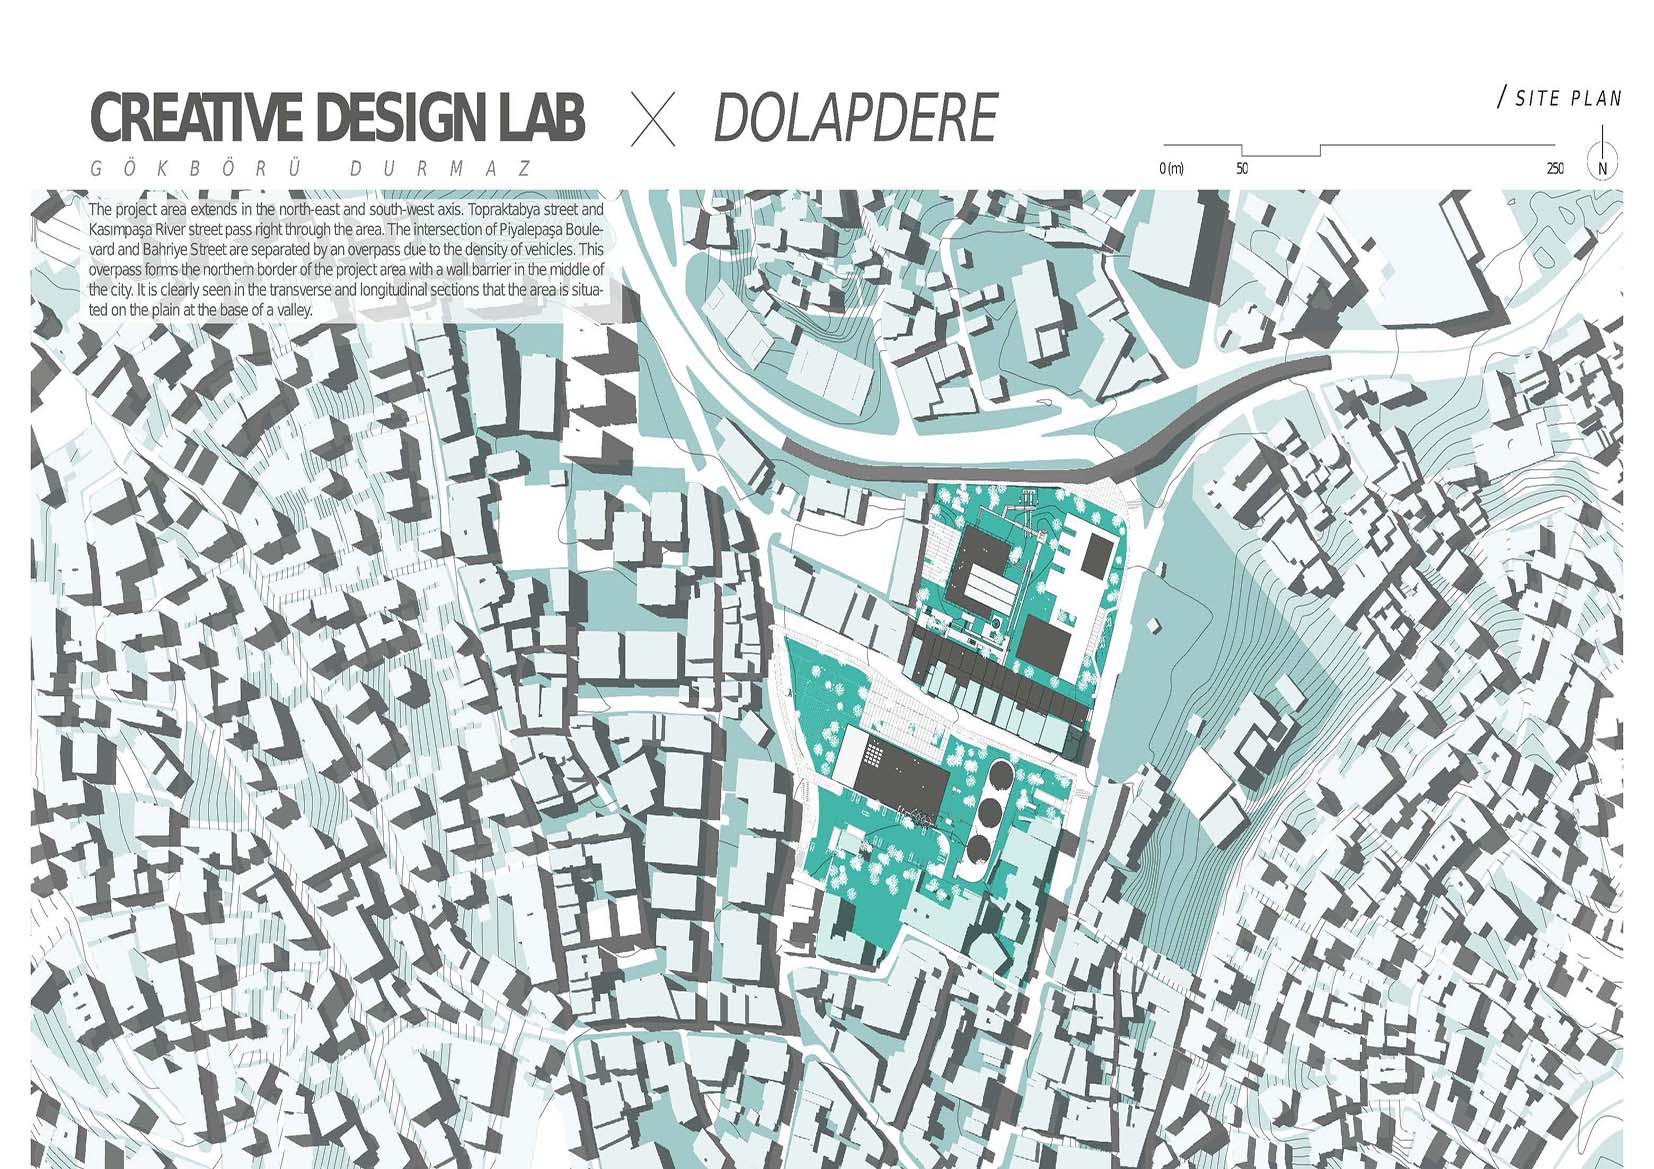 CREATIVE DESIGN LAB X DOLAPDERE
GÖKBÖRÜ DURMAZ
/ SITE PLAN
0 (m) 50 250
N
The project area extends in the north-east and south-west axis. Topraktabya street and
Kasımpaşa River street pass right through the area. The intersection of Piyalepaşa Boule-
vard and Bahriye Street are separated by an overpass due to the density of vehicles. This
overpass forms the northern border of the project area with a wall barrier in the middle of
the city. It is clearly seen in the transverse and longitudinal sections that the area is situa-
ted on the plain at the base of a valley.